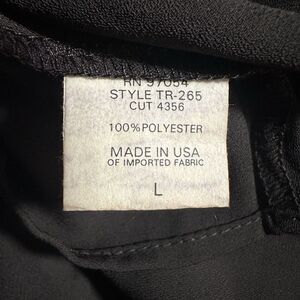 RN 97054
STYLE TR-265
CUT 4356
100% POLYESTER
MADE IN USA
OF IMPORTED FABRIC
L